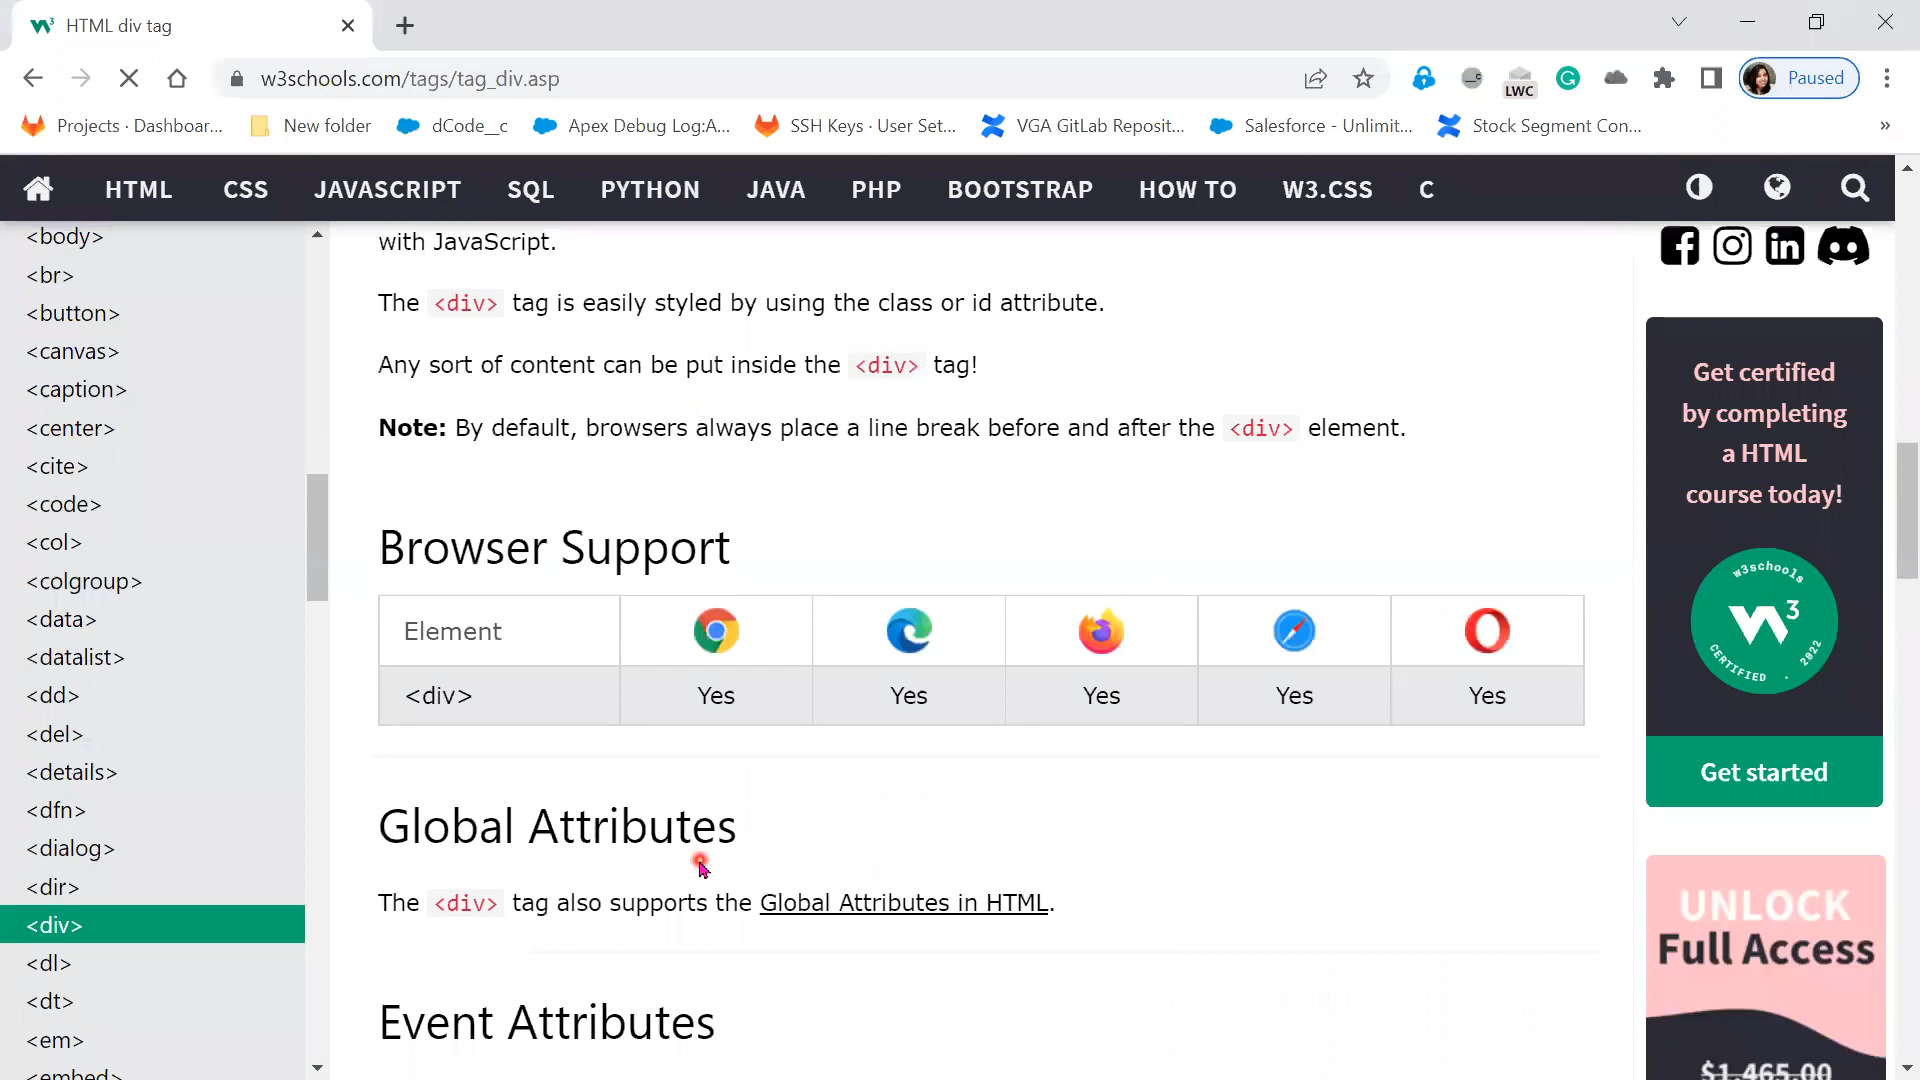 HTML div tag
w3schools.com/tags/tag_div.asp
LWC
Paused
Projects · Dashboar...
New folder
dCode__c
Apex Debug Log:A...
SSH Keys · User Set...
VGA GitLab Reposit...
Salesforce - Unlimit...
Stock Segment Con...
»
HTML
CSS
JAVASCRIPT
SQL
PYTHON
JAVA
PHP
BOOTSTRAP
HOW TO
W3.CSS
C
<body>
<br>
<button>
<canvas>
<caption>
<center>
<cite>
<code>
<col>
<colgroup>
<data>
<datalist>
<dd>
<del>
<details>
<dfn>
<dialog>
<dir>
<div>
<dl>
<dt>
<em>
<embed>
with JavaScript.
The <div> tag is easily styled by using the class or id attribute.
Any sort of content can be put inside the <div> tag!
Note: By default, browsers always place a line break before and after the <div> element.
Browser Support
Element
<div> Yes Yes Yes Yes Yes
Global Attributes
The <div> tag also supports the Global Attributes in HTML.
Event Attributes
Get certified
by completing
a HTML
course today!
w3schools
CERTIFIED . 2022
Get started
UNLOCK
Full Access
$1,465.00